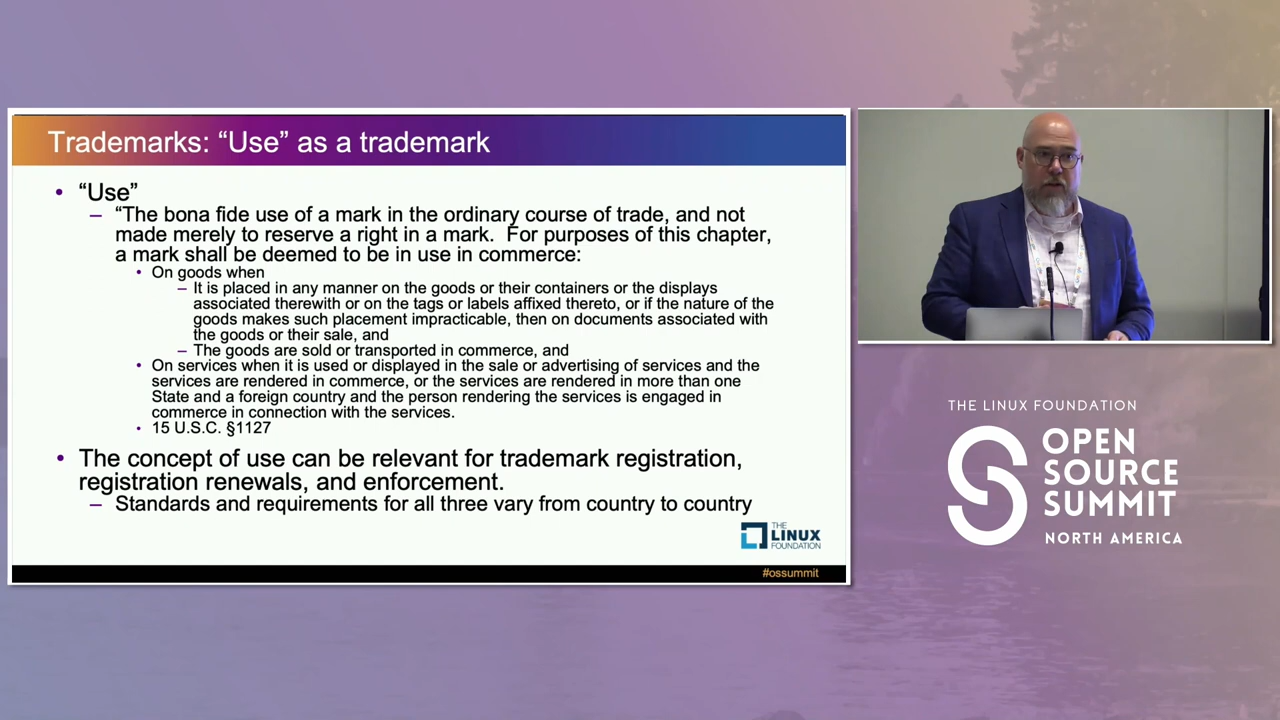 Trademarks: “Use” as a trademark
• “Use”
– “The bona fide use of a mark in the ordinary course of trade, and not
made merely to reserve a right in a mark.  For purposes of this chapter,
a mark shall be deemed to be in use in commerce:
• On goods when
– It is placed in any manner on the goods or their containers or the displays
associated therewith or on the tags or labels affixed thereto, or if the nature of the
goods makes such placement impracticable, then on documents associated with
the goods or their sale, and
– The goods are sold or transported in commerce, and
• On services when it is used or displayed in the sale or advertising of services and the
services are rendered in commerce, or the services are rendered in more than one
State and a foreign country and the person rendering the services is engaged in
commerce in connection with the services.
• 15 U.S.C. §1127
• The concept of use can be relevant for trademark registration,
registration renewals, and enforcement.
– Standards and requirements for all three vary from country to country
THE
LINUX
FOUNDATION
#ossummit
THE LINUX FOUNDATION
OPEN
SOURCE
SUMMIT
NORTH AMERICA